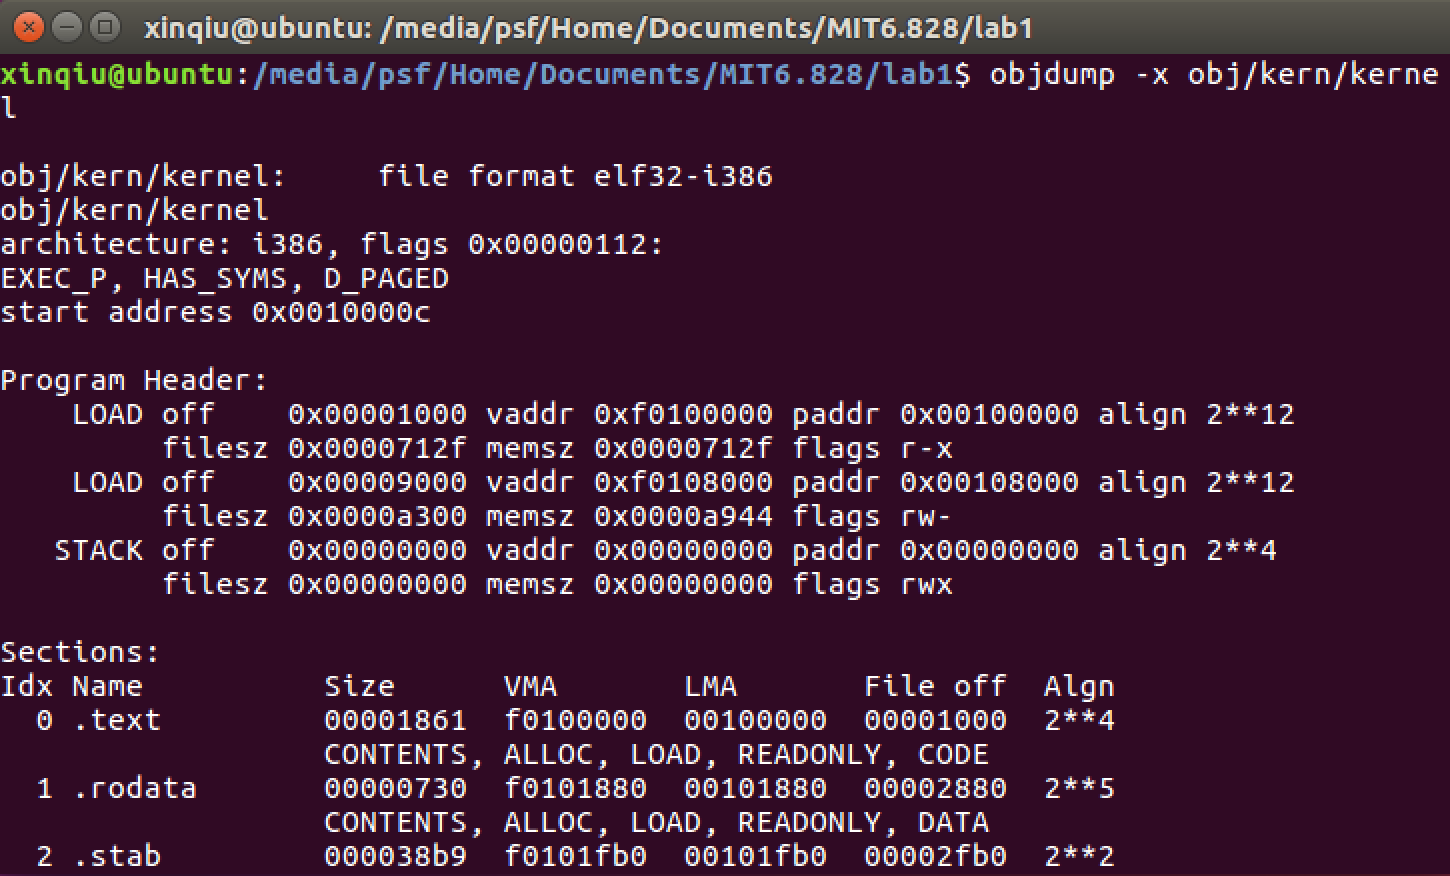 xinqiu@ubuntu: /media/psf/Home/Documents/MIT6.828/lab1
xinqiu@ubuntu:/media/psf/Home/Documents/MIT6.828/lab1$ objdump -x obj/kern/kerne
l
obj/kern/kernel:     file format elf32-i386
obj/kern/kernel
architecture: i386, flags 0x00000112:
EXEC_P, HAS_SYMS, D_PAGED
start address 0x0010000c
Program Header:
    LOAD off    0x00001000 vaddr 0xf0100000 paddr 0x00100000 align 2**12
         filesz 0x0000712f memsz 0x0000712f flags r-x
    LOAD off    0x00009000 vaddr 0xf0108000 paddr 0x00108000 align 2**12
         filesz 0x0000a300 memsz 0x0000a944 flags rw-
   STACK off    0x00000000 vaddr 0x00000000 paddr 0x00000000 align 2**4
         filesz 0x00000000 memsz 0x00000000 flags rwx
Sections:
Idx Name          Size      VMA       LMA       File off  Algn
  0 .text         00001861  f0100000  00100000  00001000  2**4
                  CONTENTS, ALLOC, LOAD, READONLY, CODE
  1 .rodata       00000730  f0101880  00101880  00002880  2**5
                  CONTENTS, ALLOC, LOAD, READONLY, DATA
  2 .stab         000038b9  f0101fb0  00101fb0  00002fb0  2**2